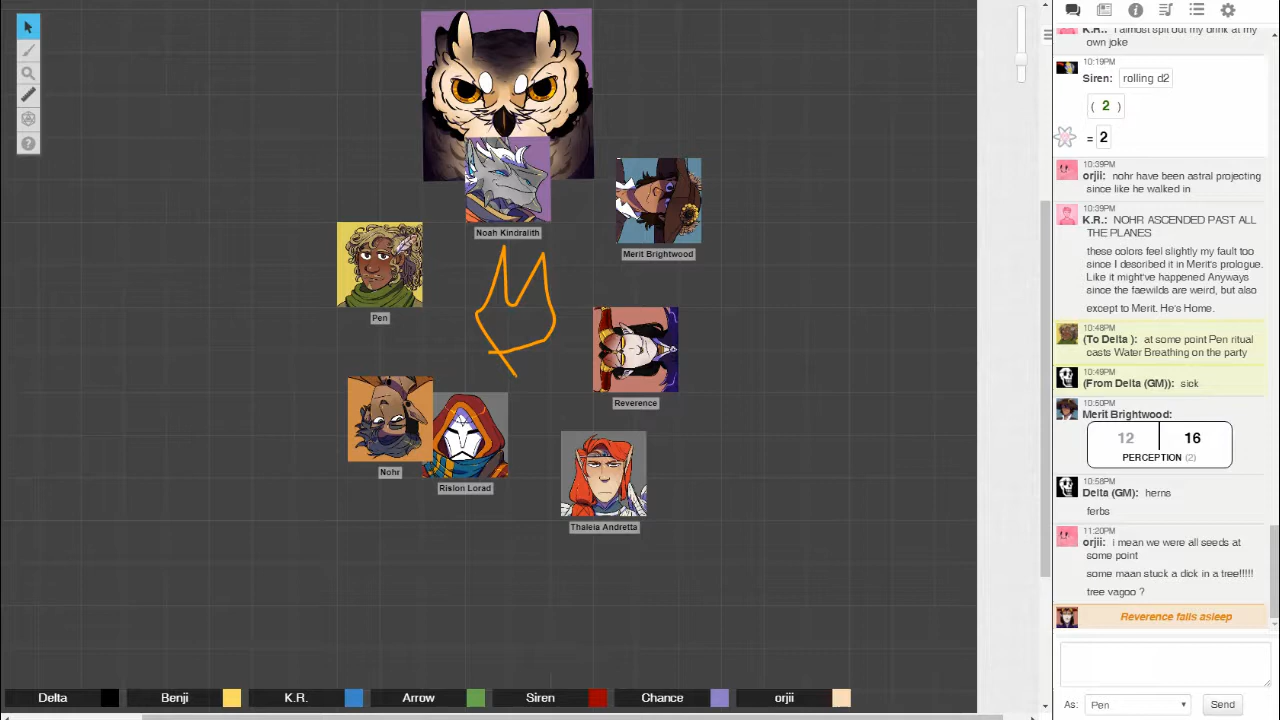 Noah Kindralith
Merit Brightwood
Pen
Reverence
Nohr
Rislon Lorad
Thaleia Andretta
Delta
Benji
K.R.
Arrow
Siren
Chance
orjii
K.R.: I almost spit out my drink at my
own joke
10:19PM
Siren: rolling d2
( 2 )
= 2
10:39PM
orjii: nohr have been astral projecting
since like he walked in
10:39PM
K.R.: NOHR ASCENDED PAST ALL
THE PLANES
these colors feel slightly my fault too
since I described it in Merit's prologue.
Like it might've happened Anyways
since the faewilds are weird, but also
except to Merit. He's Home.
10:48PM
(To Delta ): at some point Pen ritual
casts Water Breathing on the party
10:49PM
(From Delta (GM)): sick
10:50PM
Merit Brightwood:
12 16
PERCEPTION (2)
10:58PM
Delta (GM): herns
ferbs
11:20PM
orjii: i mean we were all seeds at
some point
some maan stuck a dick in a tree!!!!!
tree vagoo ?
Reverence falls asleep
As: Pen Send